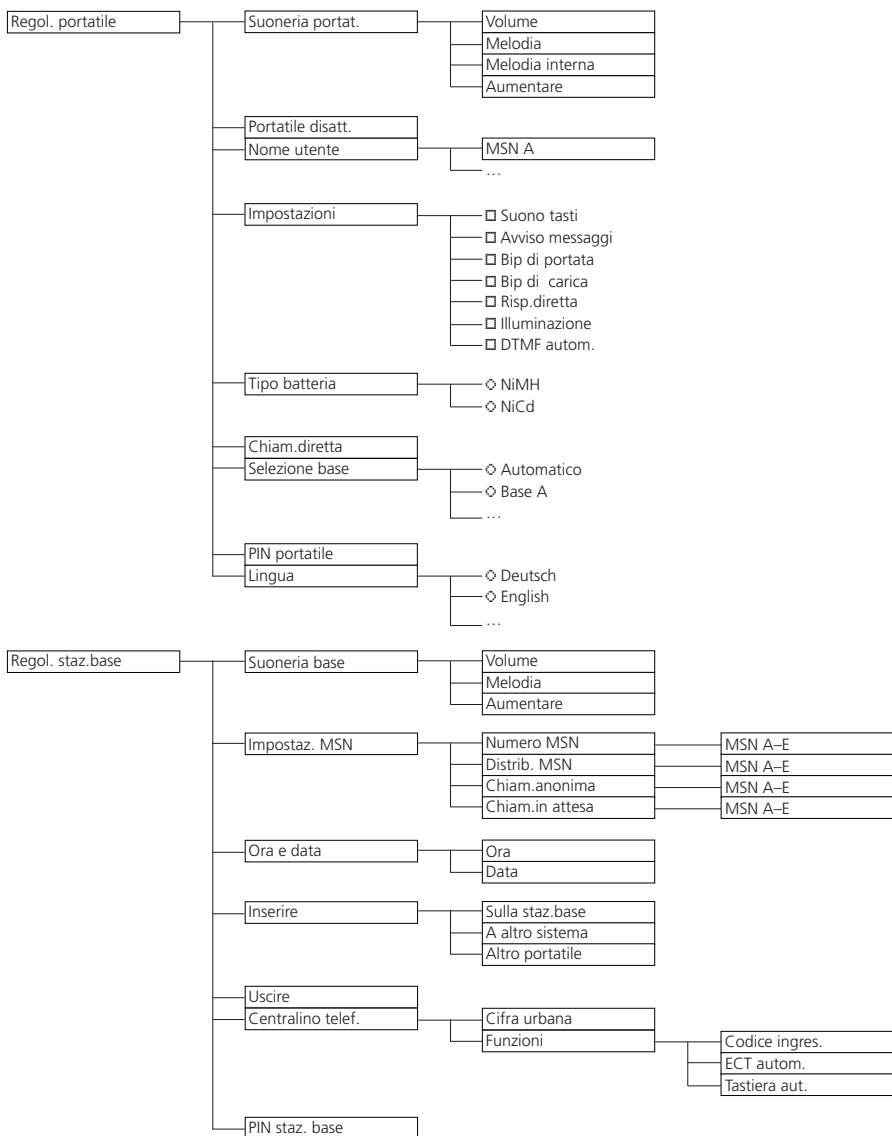 Regol. portatile
Suoneria portat.
Volume
Melodia
Melodia interna
Aumentare
Portatile disatt.
Nome utente
MSN A
…
Impostazioni
Suono tasti
Avviso messaggi
Bip di portata
Bip di carica
Risp.diretta
Illuminazione
DTMF autom.
Tipo batteria
NiMH
NiCd
Chiam.diretta
Selezione base
Automatico
Base A
…
PIN portatile
Lingua
Deutsch
English
…
Regol. staz.base
Suoneria base
Volume
Melodia
Aumentare
Impostaz. MSN
Numero MSN
MSN A–E
Distrib. MSN
MSN A–E
Chiam.anonima
MSN A–E
Chiam.in attesa
MSN A–E
Ora e data
Ora
Data
Inserire
Sulla staz.base
A altro sistema
Altro portatile
Uscire
Centralino telef.
Cifra urbana
Funzioni
Codice ingres.
ECT autom.
Tastiera aut.
PIN staz. base